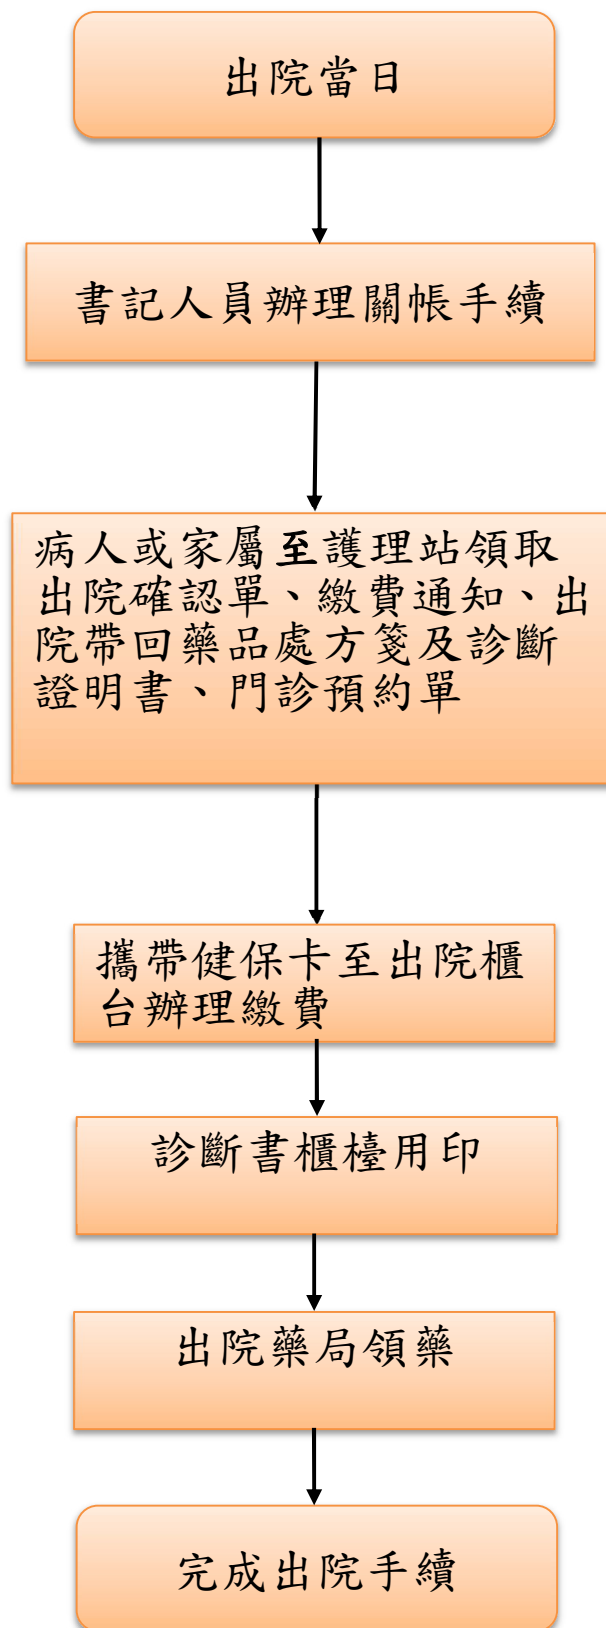 出院當日
書記人員辦理關帳手續
病人或家屬至護理站領取
出院確認單、繳費通知、出
院帶回藥品處方箋及診斷
證明書、門診預約單
攜帶健保卡至出院櫃
台辦理繳費
診斷書櫃檯用印
出院藥局領藥
完成出院手續